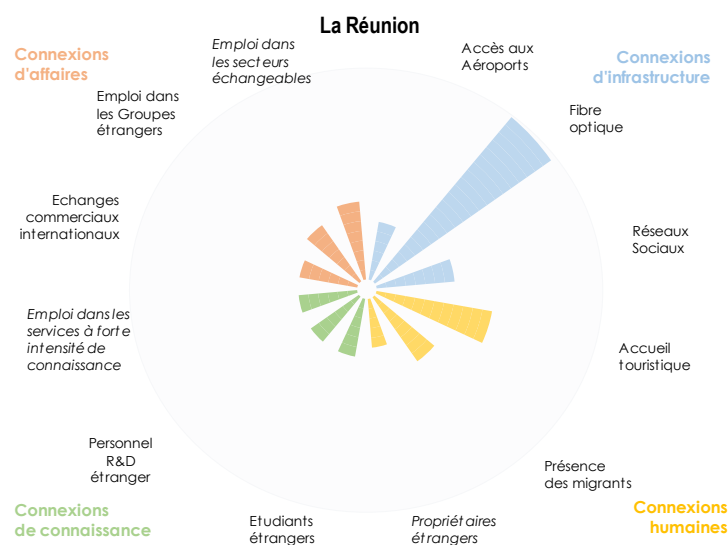 La Réunion
Connexions
d'affaires
Emploi dans
les secteurs
échangeables
Accès aux
Aéroports
Connexions
d'infrastructure
Emploi dans
les Groupes
étrangers
Fibre
optique
Echanges
commerciaux
internationaux
Réseaux
Sociaux
Emploi dans les
services à forte
intensité de
connaissance
Accueil
touristique
Personnel
R&D
étranger
Présence
des migrants
Connexions
de connaissance
Etudiants
étrangers
Propriétaires
étrangers
Connexions
humaines